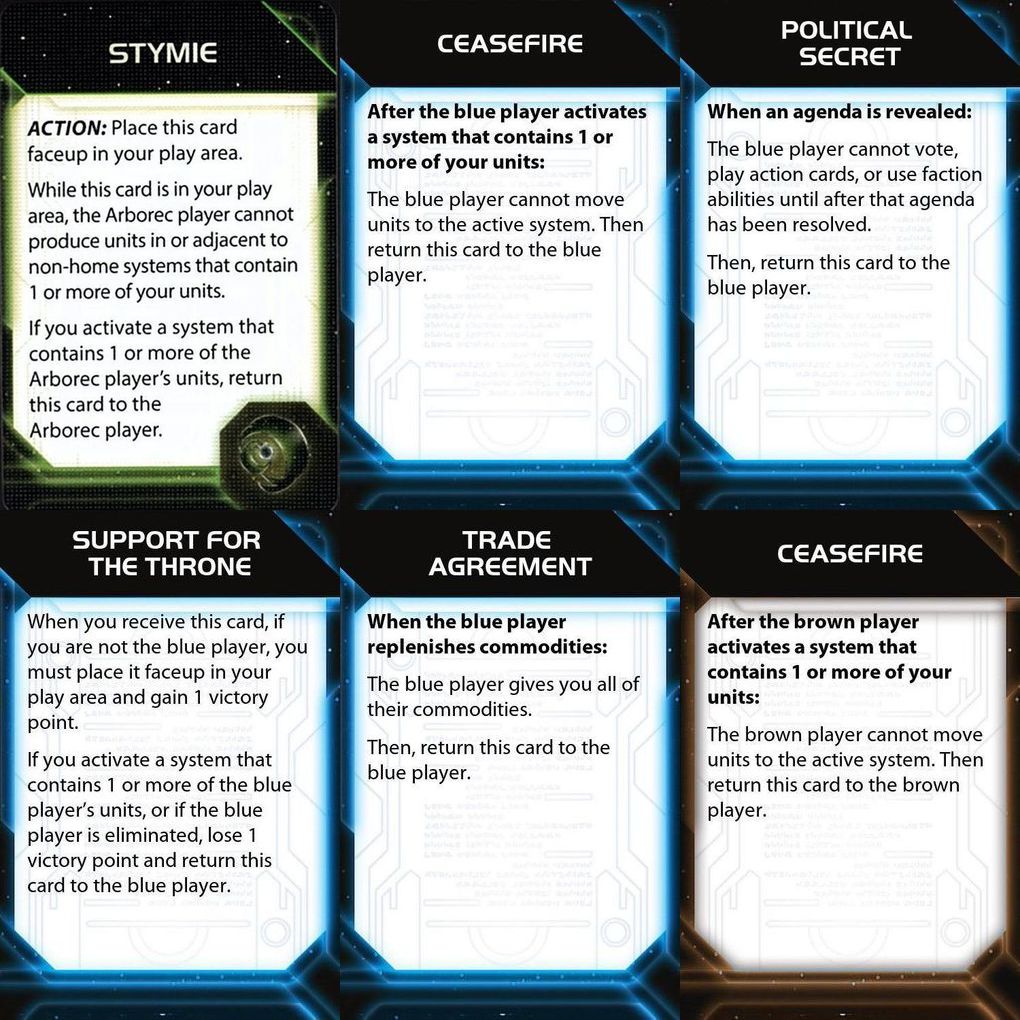 STYMIE
ACTION: Place this card
faceup in your play area.
While this card is in your play
area, the Arborec player cannot
produce units in or adjacent to
non-home systems that contain
1 or more of your units.
If you activate a system that
contains 1 or more of the
Arborec player's units, return
this card to the
Arborec player.
CEASEFIRE
After the blue player activates
a system that contains 1 or
more of your units:
The blue player cannot move
units to the active system. Then
return this card to the blue
player.
POLITICAL
SECRET
When an agenda is revealed:
The blue player cannot vote,
play action cards, or use faction
abilities until after that agenda
has been resolved.
Then, return this card to the
blue player.
SUPPORT FOR
THE THRONE
When you receive this card, if
you are not the blue player, you
must place it faceup in your
play area and gain 1 victory
point.
If you activate a system that
contains 1 or more of the blue
player's units, or if the blue
player is eliminated, lose 1
victory point and return this
card to the blue player.
TRADE
AGREEMENT
When the blue player
replenishes commodities:
The blue player gives you all of
their commodities.
Then, return this card to the
blue player.
CEASEFIRE
After the brown player
activates a system that
contains 1 or more of your
units:
The brown player cannot move
units to the active system. Then
return this card to the brown
player.